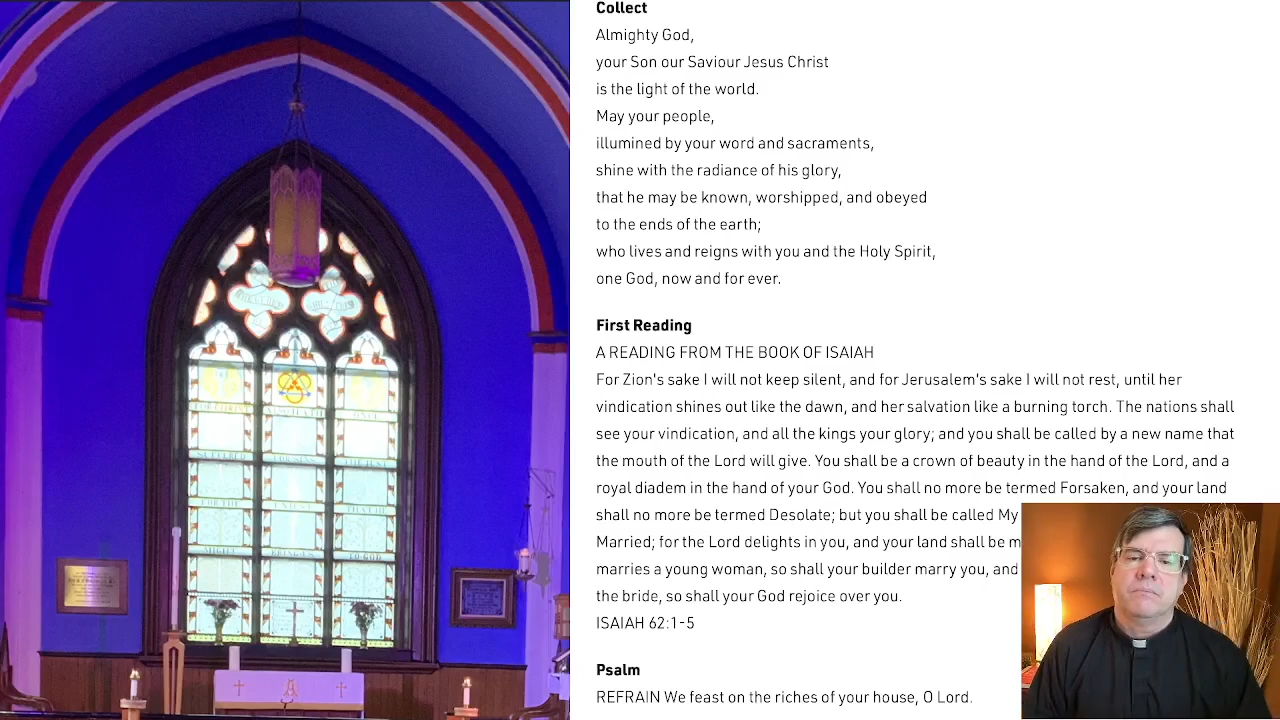 Collect
Almighty God,
your Son our Saviour Jesus Christ
is the light of the world.
May your people,
illumined by your word and sacraments,
shine with the radiance of his glory,
that he may be known, worshipped, and obeyed
to the ends of the earth;
who lives and reigns with you and the Holy Spirit,
one God, now and for ever.
First Reading
A READING FROM THE BOOK OF ISAIAH
For Zion's sake I will not keep silent, and for Jerusalem's sake I will not rest, until her
vindication shines out like the dawn, and her salvation like a burning torch. The nations shall
see your vindication, and all the kings your glory; and you shall be called by a new name that
the mouth of the Lord will give. You shall be a crown of beauty in the hand of the Lord, and a
royal diadem in the hand of your God. You shall no more be termed Forsaken, and your land
shall no more be termed Desolate; but you shall be called My
Married; for the Lord delights in you, and your land shall be m
marries a young woman, so shall your builder marry you, and
the bride, so shall your God rejoice over you.
ISAIAH 62:1-5
Psalm
REFRAIN We feast on the riches of your house, O Lord.
FOR CHRIST ONCE
SUFFERED
FOR THE
MIGHT BRING US TO GOD